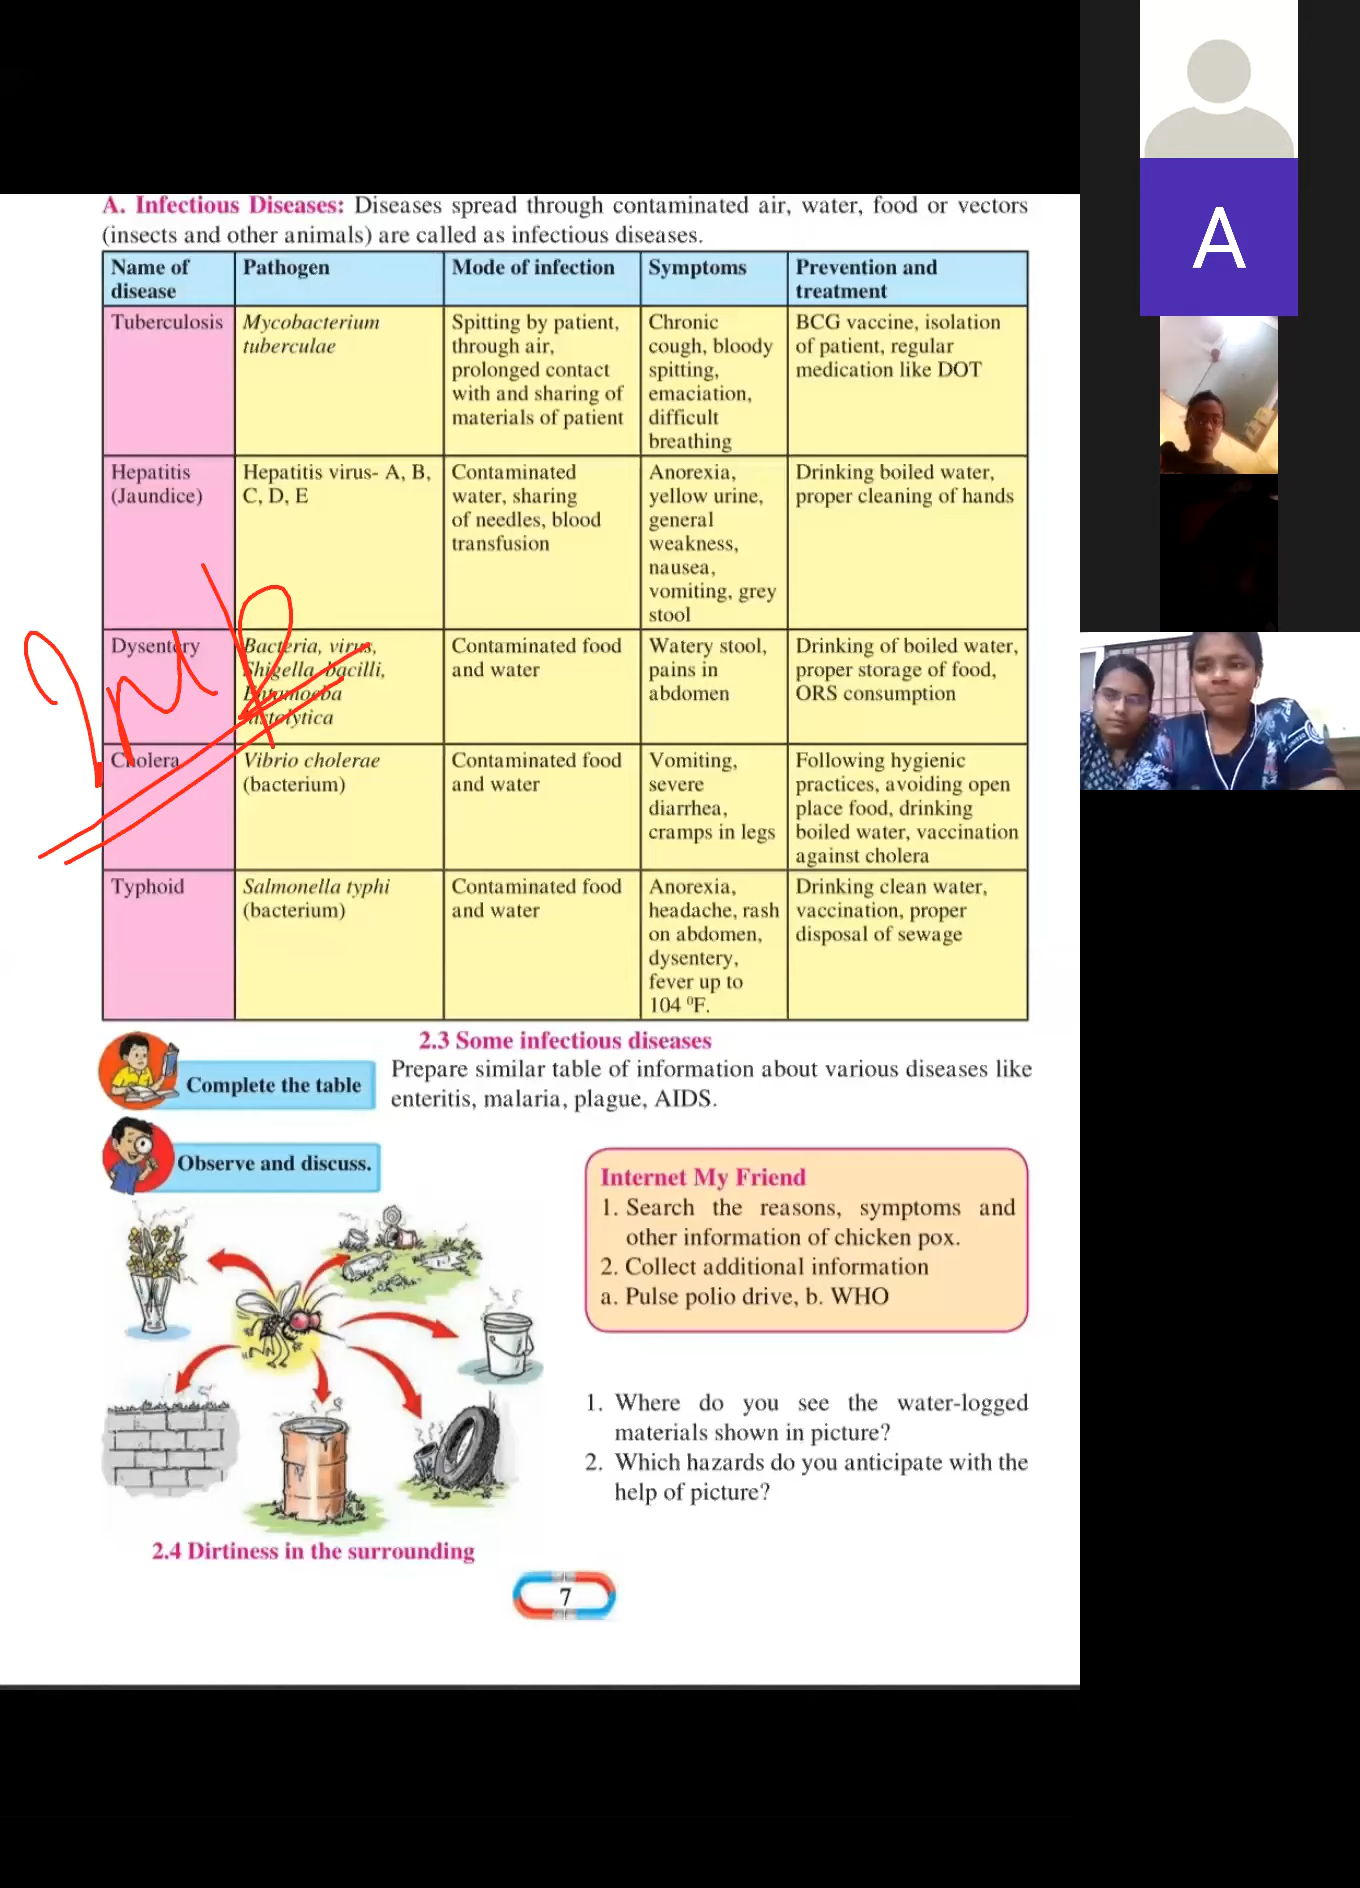 A. Infectious Diseases: Diseases spread through contaminated air, water, food or vectors
(insects and other animals) are called as infectious diseases.
Name of
disease
Pathogen
Mode of infection
Symptoms
Prevention and
treatment
Tuberculosis
Mycobacterium
tuberculae
Spitting by patient,
through air,
prolonged contact
with and sharing of
materials of patient
Chronic
cough, bloody
spitting,
emaciation,
difficult
breathing
BCG vaccine, isolation
of patient, regular
medication like DOT
Hepatitis
(Jaundice)
Hepatitis virus- A, B,
C, D, E
Contaminated
water, sharing
of needles, blood
transfusion
Anorexia,
yellow urine,
general
weakness,
nausea,
vomiting, grey
stool
Drinking boiled water,
proper cleaning of hands
Imp
Dysentery
Bacteria, virus,
Shigella bacilli,
Entamoeba
histolytica
Contaminated food
and water
Watery stool,
pains in
abdomen
Drinking of boiled water,
proper storage of food,
ORS consumption
Cholera
Vibrio cholerae
(bacterium)
Contaminated food
and water
Vomiting,
severe
diarrhea,
cramps in legs
Following hygienic
practices, avoiding open
place food, drinking
boiled water, vaccination
against cholera
Typhoid
Salmonella typhi
(bacterium)
Contaminated food
and water
Anorexia,
headache, rash
on abdomen,
dysentery,
fever up to
104 ⁰F.
Drinking clean water,
vaccination, proper
disposal of sewage
2.3 Some infectious diseases
Complete the table
Prepare similar table of information about various diseases like
enteritis, malaria, plague, AIDS.
Observe and discuss.
Internet My Friend
1. Search the reasons, symptoms and
other information of chicken pox.
2. Collect additional information
a. Pulse polio drive, b. WHO
1. Where do you see the water-logged
materials shown in picture?
2. Which hazards do you anticipate with the
help of picture?
2.4 Dirtiness in the surrounding
7
A